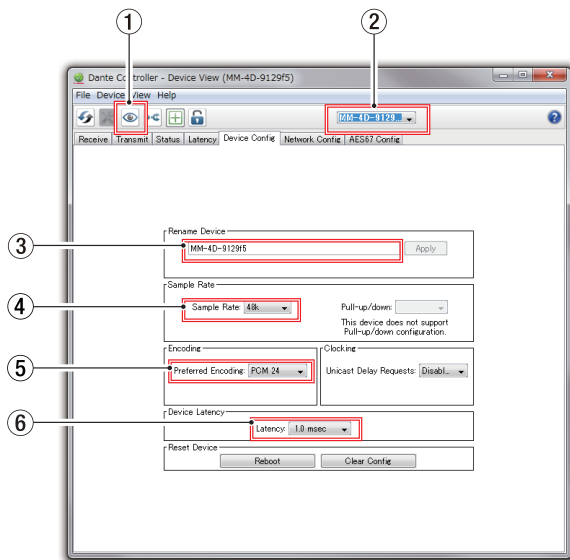 1
2
Dante Controller - Device View (MM-4D-9129f5)
File Device View Help
MM-4D-9129...
?
Receive Transmit Status Latency Device Config Network Config AES67 Config
Rename Device
3
MM-4D-9129f5 Apply
Sample Rate
4
Sample Rate: 48k Pull-up/down:
This device does not support
Pull-up/down configuration.
Encoding Clocking
5
Preferred Encoding: PCM 24 Unicast Delay Requests: Disabl...
Device Latency
6
Latency: 1.0 msec
Reset Device
Reboot Clear Config